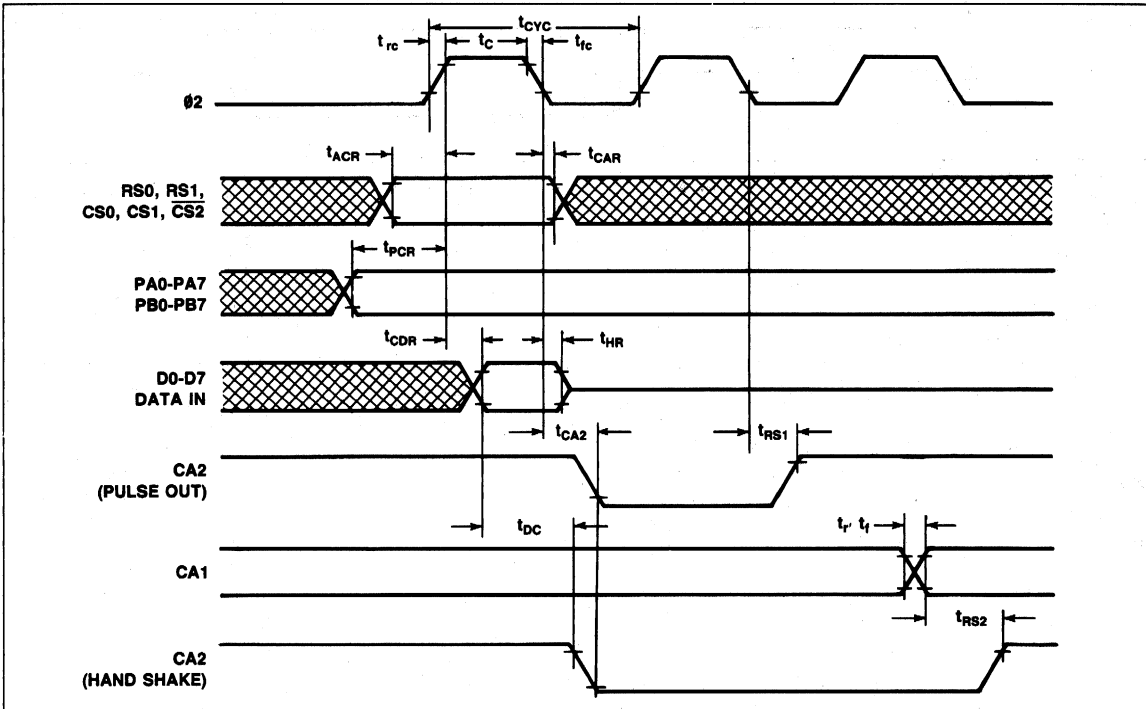 tCYC
trc
tC
tfc
ø2
tACR
tCAR
RS0, RS1,
CS0, CS1, C̅S̅2̅
tPCR
PA0-PA7
PB0-PB7
tCDR
tHR
D0-D7
DATA IN
tCA2
tRS1
CA2
(PULSE OUT)
tDC
tr, tf
CA1
tRS2
CA2
(HAND SHAKE)